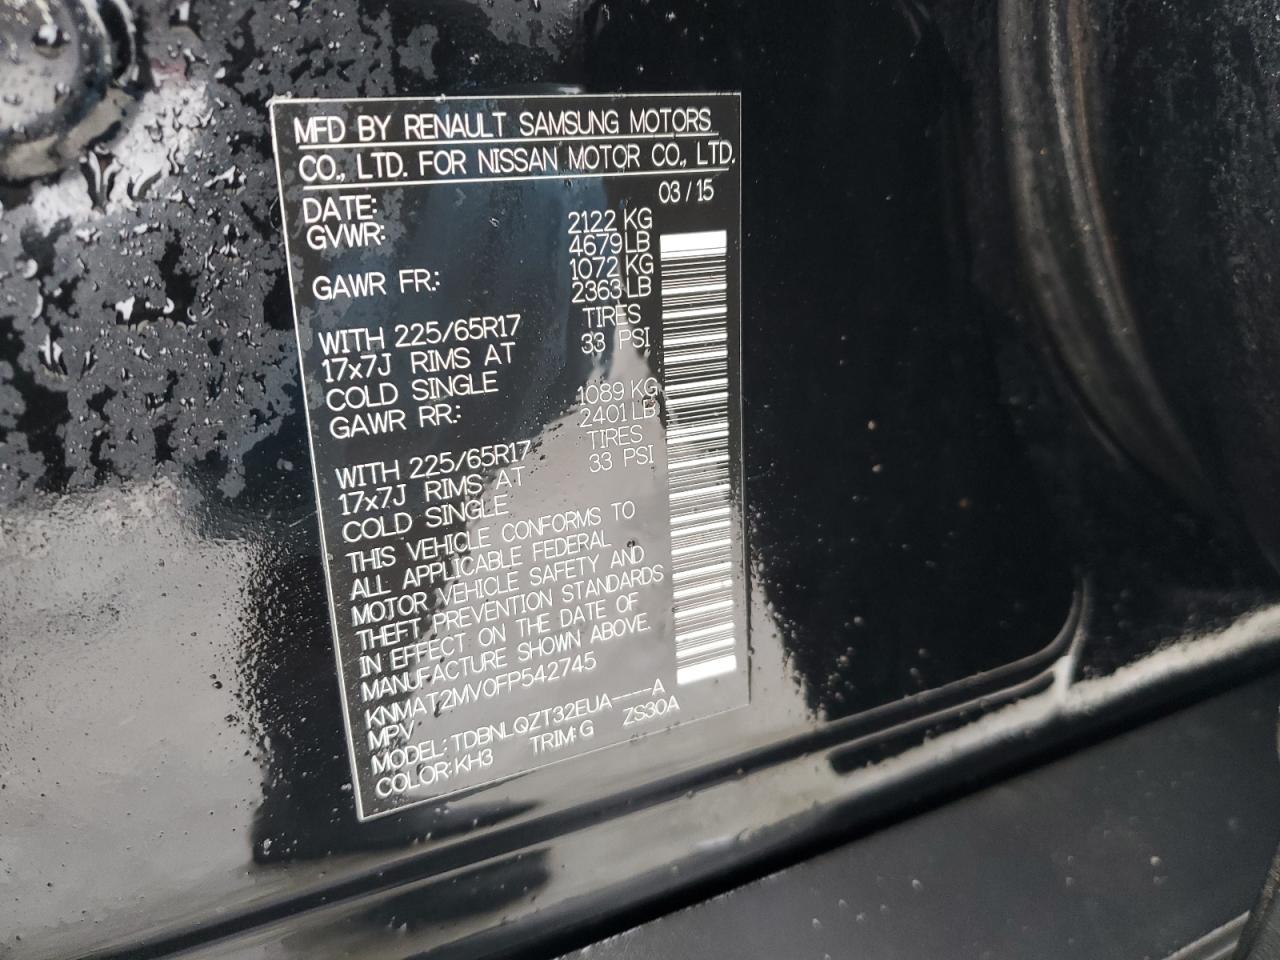 MFD BY RENAULT SAMSUNG MOTORS
CO., LTD. FOR NISSAN MOTOR CO., LTD.
DATE: 03 / 15
GVWR: 2122 KG
4679 LB
GAWR FR: 1072 KG
2363 LB
WITH 225/65R17 TIRES
17x7J RIMS AT 33 PSI
COLD SINGLE
GAWR RR: 1089 KG
2401 LB
WITH 225/65R17 TIRES
17x7J RIMS AT 33 PSI
COLD SINGLE
THIS VEHICLE CONFORMS TO
ALL APPLICABLE FEDERAL
MOTOR VEHICLE SAFETY AND
THEFT PREVENTION STANDARDS
IN EFFECT ON THE DATE OF
MANUFACTURE SHOWN ABOVE.
KNMAT2MV0FP542745
MPV
MODEL: TDBNLQZT32EUA----A
COLOR: KH3 TRIM: G ZS30A